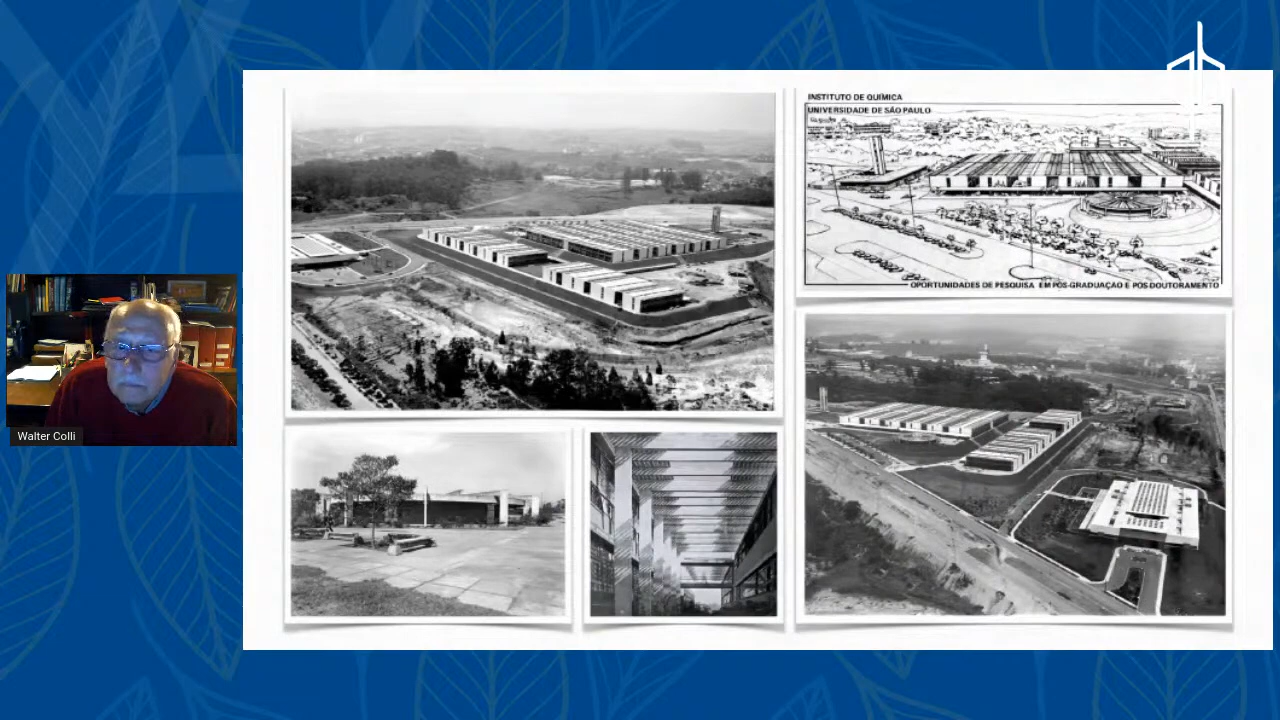 INSTITUTO DE QUÍMICA
UNIVERSIDADE DE SÃO PAULO
OPORTUNIDADES DE PESQUISA EM PÓS-GRADUAÇÃO E PÓS-DOUTORAMENTO
Walter Colli